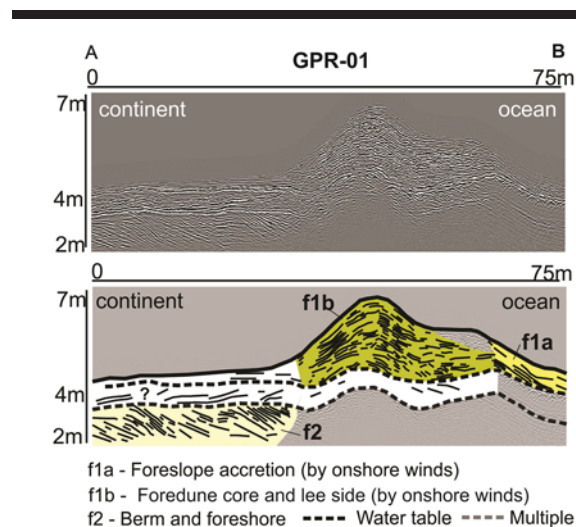 A GPR-01 B
0 75m
7m continent ocean
4m
2m
0 75m
7m continent f1b ocean
f1a
4m ?
2m f2
f1a - Foreslope accretion (by onshore winds)
f1b - Foredune core and lee side (by onshore winds)
f2 - Berm and foreshore Water table Multiple